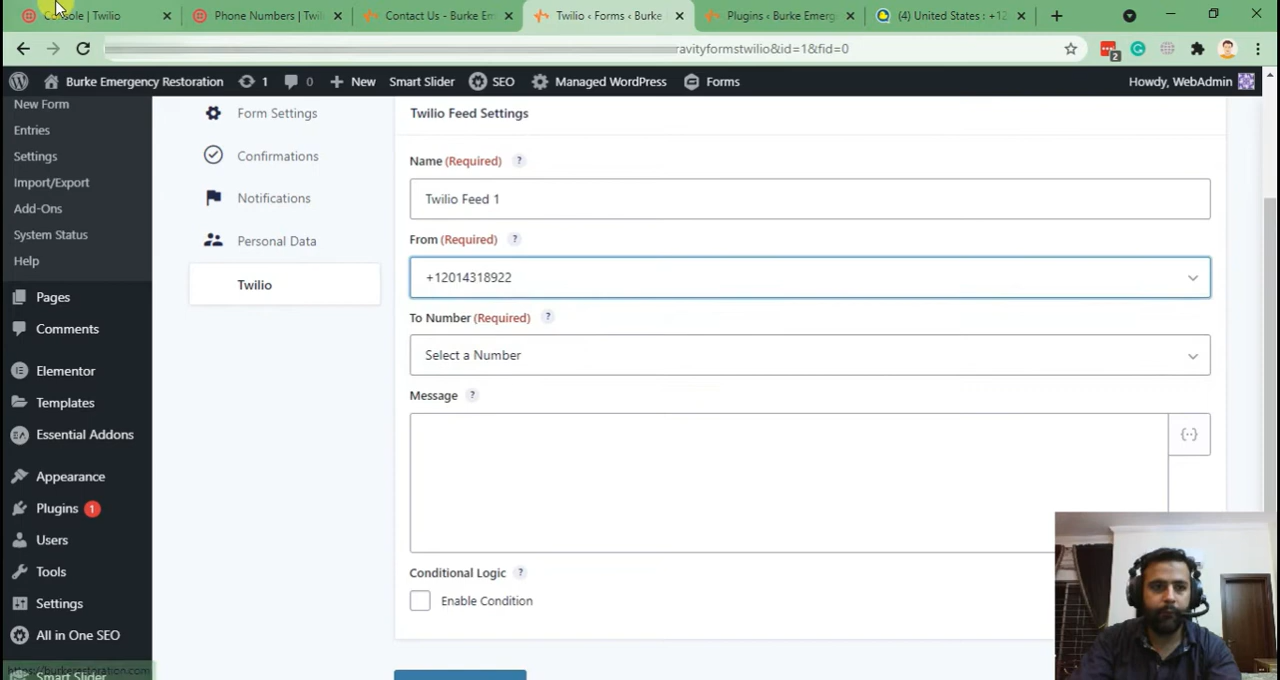 Console | Twilio
Phone Numbers | Twil
Contact Us - Burke Em
Twilio ‹ Forms ‹ Burke
Plugins ‹ Burke Emerg
(4) United States : +12
ravityformstwilio&id=1&fid=0
2
Burke Emergency Restoration
1
0
New
Smart Slider
SEO
Managed WordPress
Forms
Howdy, WebAdmin
New Form
Entries
Settings
Import/Export
Add-Ons
System Status
Help
Pages
Comments
Elementor
Templates
Essential Addons
Appearance
Plugins 1
Users
Tools
Settings
All in One SEO
Smart Slider
Form Settings
Confirmations
Notifications
Personal Data
Twilio
Twilio Feed Settings
Name (Required) ?
Twilio Feed 1
From (Required) ?
+12014318922
To Number (Required) ?
Select a Number
Message ?
{··}
Conditional Logic ?
Enable Condition